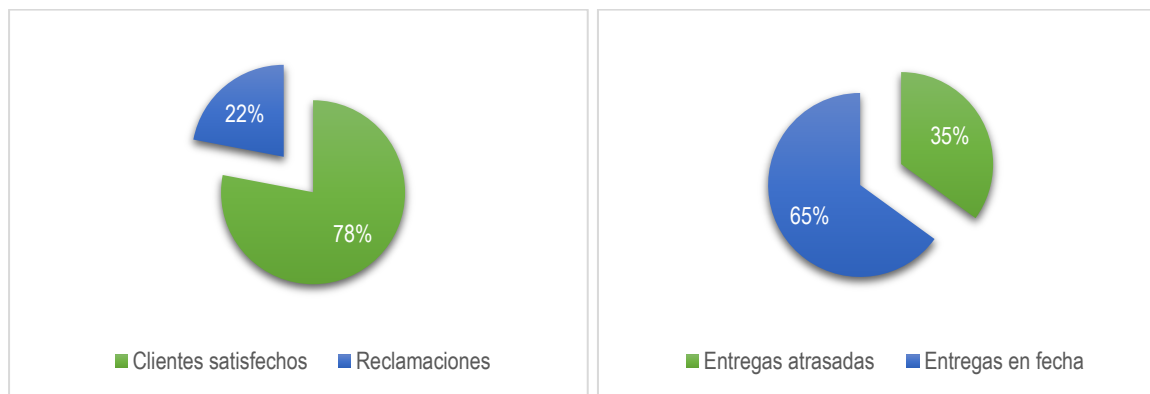 22%
78%
Clientes satisfechos Reclamaciones
35%
65%
Entregas atrasadas Entregas en fecha